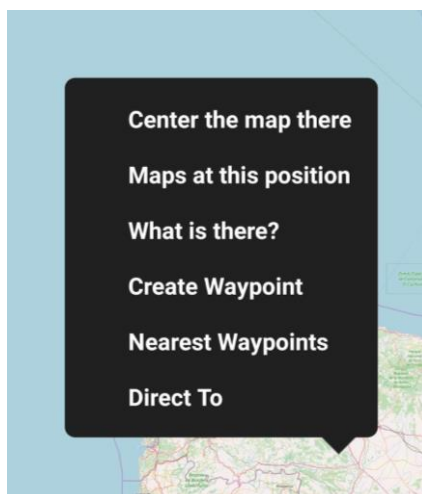 Center the map there
Maps at this position
What is there?
Create Waypoint
Nearest Waypoints
Direct To